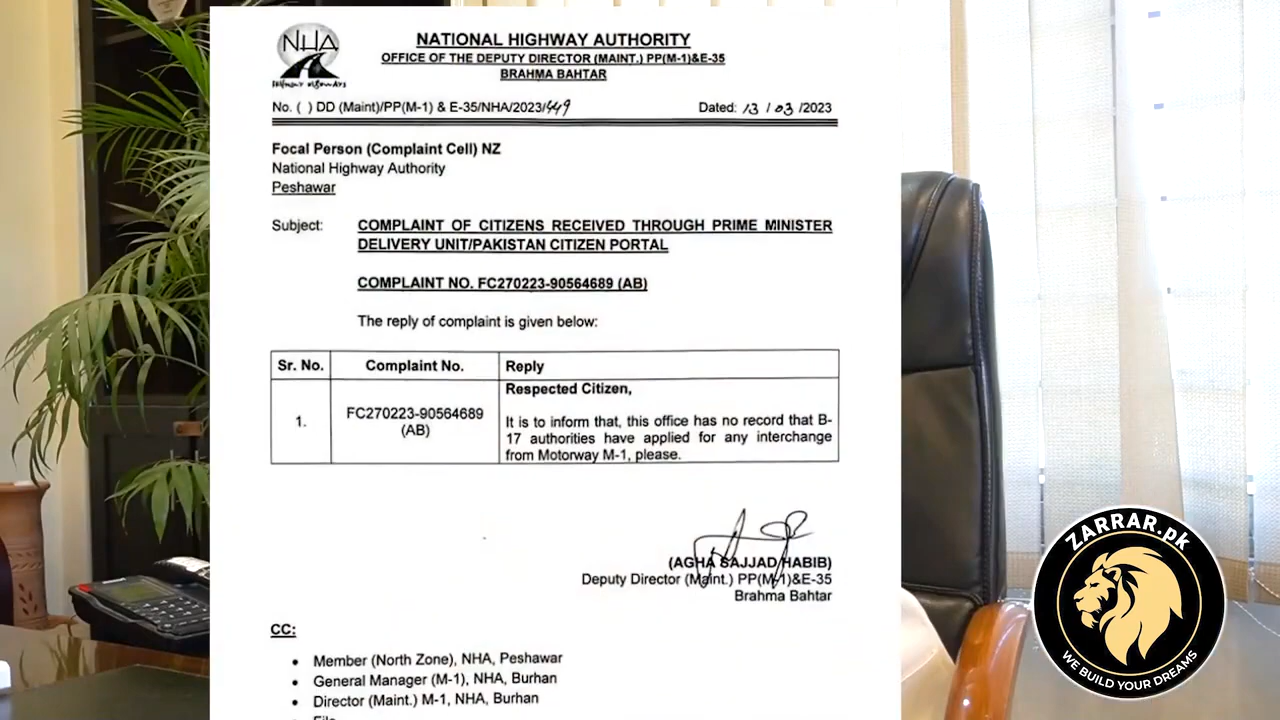 NHA
NATIONAL HIGHWAY AUTHORITY
OFFICE OF THE DEPUTY DIRECTOR (MAINT.) PP(M-1)&E-35
BRAHMA BAHTAR
No. ( ) DD (Maint)/PP(M-1) & E-35/NHA/2023/449
Dated: 13 / 03 /2023
Focal Person (Complaint Cell) NZ
National Highway Authority
Peshawar
Subject: COMPLAINT OF CITIZENS RECEIVED THROUGH PRIME MINISTER
DELIVERY UNIT/PAKISTAN CITIZEN PORTAL
COMPLAINT NO. FC270223-90564689 (AB)
The reply of complaint is given below:
Sr. No. Complaint No. Reply
1.
FC270223-90564689
(AB)
Respected Citizen,
It is to inform that, this office has no record that B-
17 authorities have applied for any interchange
from Motorway M-1, please.
(AGHA SAJJAD HABIB)
Deputy Director (Maint.) PP(M-1)&E-35
Brahma Bahtar
CC:
• Member (North Zone), NHA, Peshawar
• General Manager (M-1), NHA, Burhan
• Director (Maint.) M-1, NHA, Burhan
ZARRAR.pk
WE BUILD YOUR DREAMS